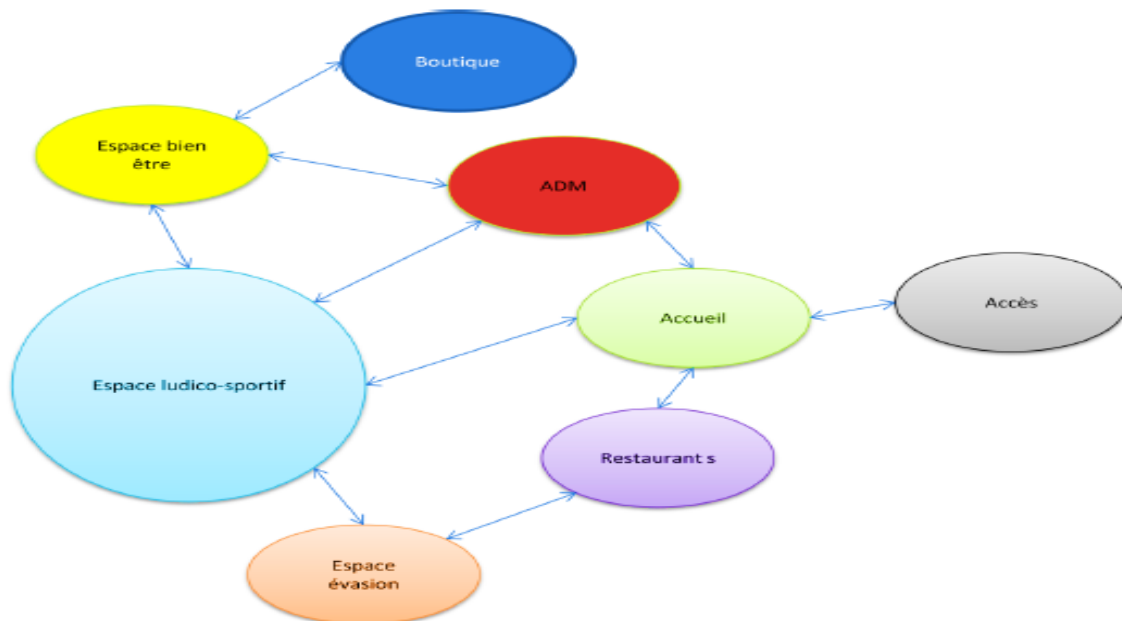 Boutique
Espace bien
être
ADM
Accueil
Accès
Espace ludico-sportif
Restaurant s
Espace
évasion